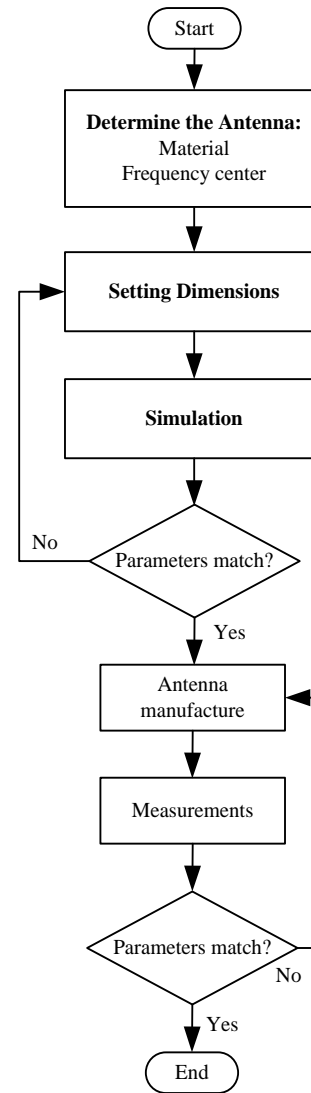 Start
Determine the Antenna:
Material
Frequency center
Setting Dimensions
Simulation
Parameters match?
No
Yes
Antenna
manufacture
Measurements
Parameters match?
No
Yes
End